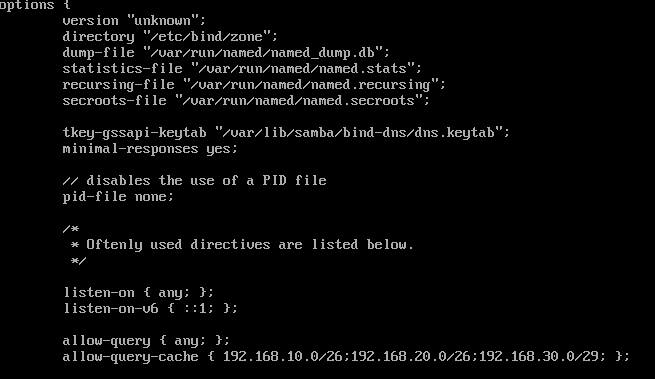 options {
version "unknown";
directory "/etc/bind/zone";
dump-file "/var/run/named/named_dump.db";
statistics-file "/var/run/named/named.stats";
recursing-file "/var/run/named/named.recursing";
secroots-file "/var/run/named/named.secroots";
tkey-gssapi-keytab "/var/lib/samba/bind-dns/dns.keytab";
minimal-responses yes;
// disables the use of a PID file
pid-file none;
/*
* Oftenly used directives are listed below.
*/
listen-on { any; };
listen-on-v6 { ::1; };
allow-query { any; };
allow-query-cache { 192.168.10.0/26;192.168.20.0/26;192.168.30.0/29; };